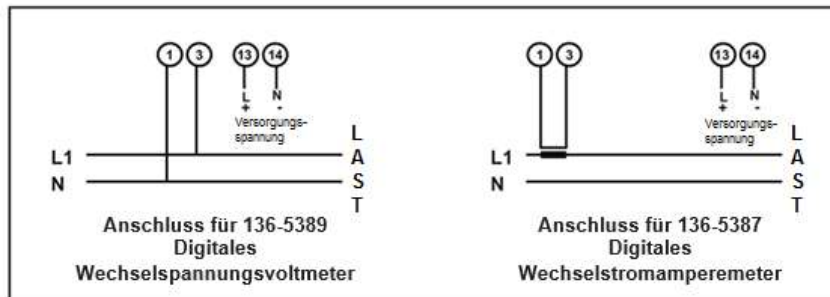 1 3 13 14
L N
+ -
Versorgungs-
spannung
L1
N
L
A
S
T
Anschluss für 136-5389
Digitales
Wechselspannungsvoltmeter
1 3 13 14
L N
+ -
Versorgungs-
spannung
L1
N
L
A
S
T
Anschluss für 136-5387
Digitales
Wechselstromamperemeter